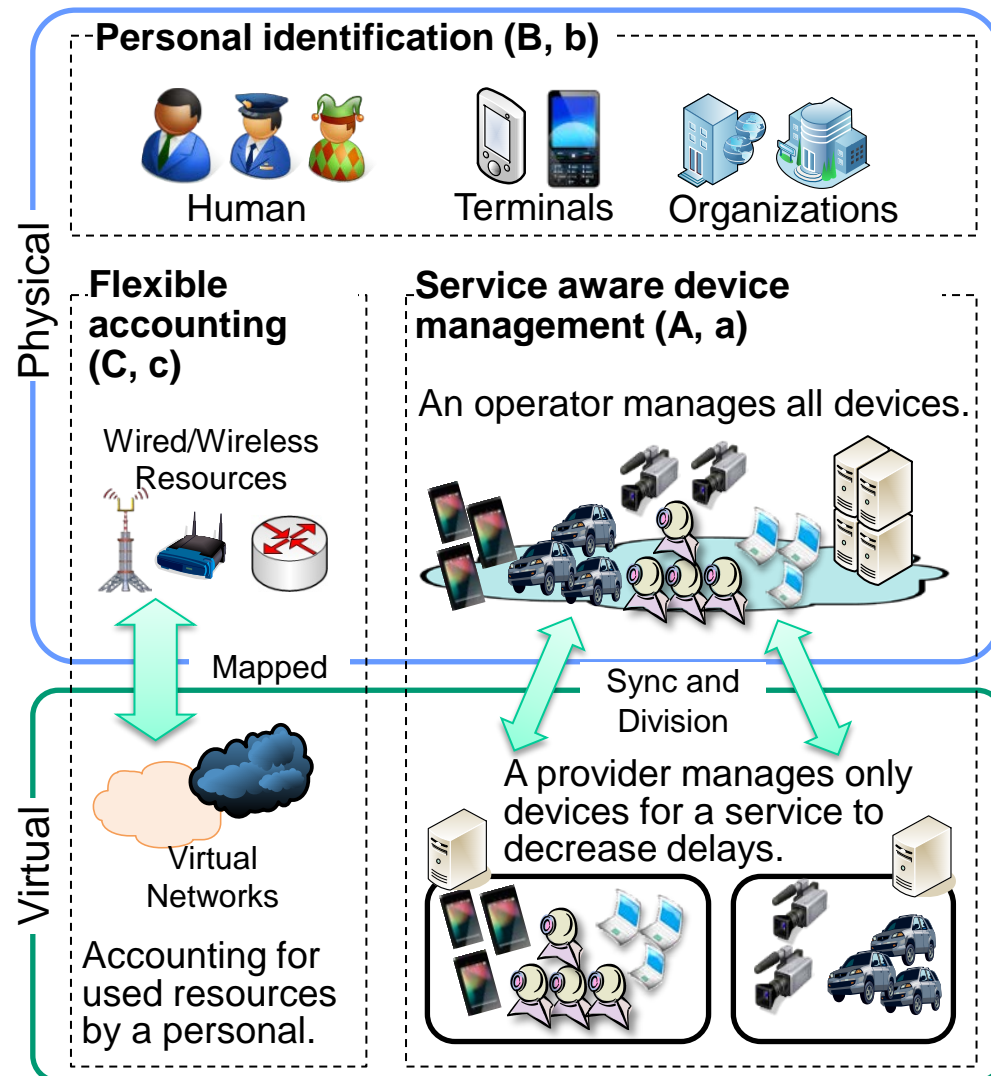 Personal identification (B, b)
Human
Terminals
Organizations
Physical
Flexible
accounting
(C, c)
Wired/Wireless
Resources
Service aware device
management (A, a)
An operator manages all devices.
Mapped
Sync and
Division
Virtual
Virtual
Networks
Accounting for
used resources
by a personal.
A provider manages only
devices for a service to
decrease delays.